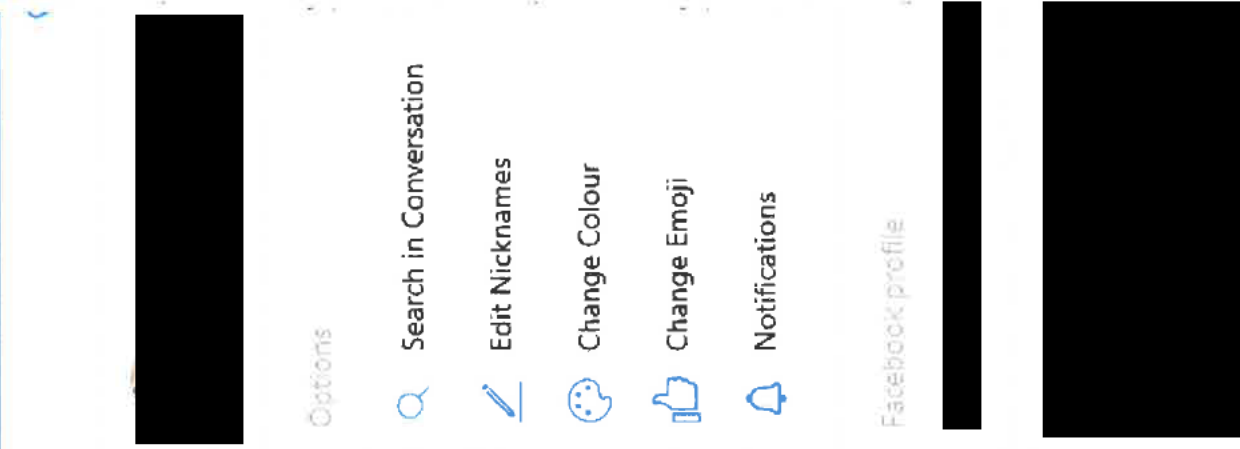 Options
Search in Conversation
Edit Nicknames
Change Colour
Change Emoji
Notifications
Facebook profile